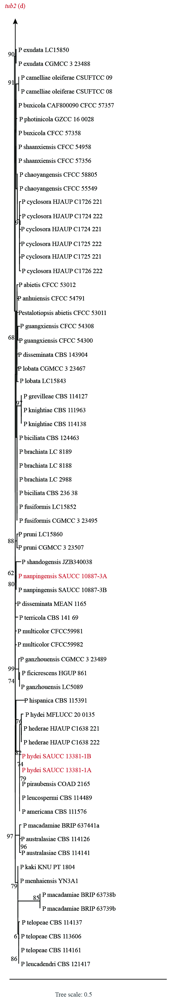 tub2 (d)
P exudata LC15850
90
P exudata CGMCC 3 23488
P camelliae oleiferae CSUFTCC 09
91
P camelliae oleiferae CSUFTCC 08
P buxicola CAF800090 CFCC 57357
P photinicola GZCC 16 0028
P buxicola CFCC 57358
P shaanxiensis CFCC 54958
P shaanxiensis CFCC 57356
P chaoyangensis CFCC 58805
P chaoyangensis CFCC 55549
P cyclosora HJAUP C1726 221
P cyclosora HJAUP C1724 222
91
P cyclosora HJAUP C1724 221
P cyclosora HJAUP C1725 222
P cyclosora HJAUP C1725 221
P cyclosora HJAUP C1726 222
P abietis CFCC 53012
P anhuiensis CFCC 54791
Pestalotiopsis abietis CFCC 53011
P guangxiensis CFCC 54308
68
P guangxiensis CFCC 54300
P disseminata CBS 143904
P lobata CGMCC 3 23467
P lobata LC15843
P grevilleae CBS 114127
97
P knightiae CBS 111963
P knightiae CBS 114138
P biciliata CBS 124463
P brachiata LC 8189
P brachiata LC 8188
P brachiata LC 2988
P biciliata CBS 236 38
P fusiformis LC15852
P fusiformis CGMCC 3 23495
P pruni LC15860
88
P pruni CGMCC 3 23507
P shandogensis JZB340038
62
P nanpingensis SAUCC 10887-3A
80
P nanpingensis SAUCC 10887-3B
P disseminata MEAN 1165
P terricola CBS 141 69
P multicolor CFCC59981
P multicolor CFCC59982
P ganzhouensis CGMCC 3 23489
99
P ficicrescens HGUP 861
74
P ganzhouensis LC5089
P hispanica CBS 115391
P hydei MFLUCC 20 0135
76
P hederae HJAUP C1638 221
P hederae HJAUP C1638 222
82
P hydei SAUCC 13381-1B
74
P hydei SAUCC 13381-1A
79
P piraubensis COAD 2165
P leucospermi CBS 114489
P americana CBS 111576
P macadamiae BRIP 637441a
97
P australasiae CBS 114126
96
P australasiae CBS 114141
P kaki KNU PT 1804
P menhaiensis YN3A1
79
P macadamiae BRIP 63738b
85
P macadamiae BRIP 63739b
P telopeae CBS 114137
61
P telopeae CBS 113606
P telopeae CBS 114161
86
P leucadendri CBS 121417
Tree scale: 0.5